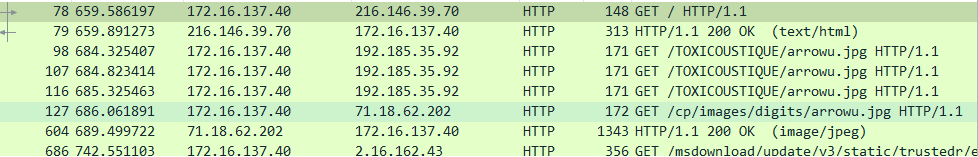 78 659.586197 172.16.137.40 216.146.39.70 HTTP 148 GET / HTTP/1.1
79 659.891273 216.146.39.70 172.16.137.40 HTTP 313 HTTP/1.1 200 OK (text/html)
98 684.325407 172.16.137.40 192.185.35.92 HTTP 171 GET /TOXICOUSTIQUE/arrowu.jpg HTTP/1.1
107 684.823414 172.16.137.40 192.185.35.92 HTTP 171 GET /TOXICOUSTIQUE/arrowu.jpg HTTP/1.1
116 685.325463 172.16.137.40 192.185.35.92 HTTP 171 GET /TOXICOUSTIQUE/arrowu.jpg HTTP/1.1
127 686.061891 172.16.137.40 71.18.62.202 HTTP 172 GET /cp/images/digits/arrowu.jpg HTTP/1.1
604 689.499722 71.18.62.202 172.16.137.40 HTTP 1343 HTTP/1.1 200 OK (image/jpeg)
686 742.551103 172.16.137.40 2.16.162.43 HTTP 356 GET /msdownload/update/v3/static/trustedr/e